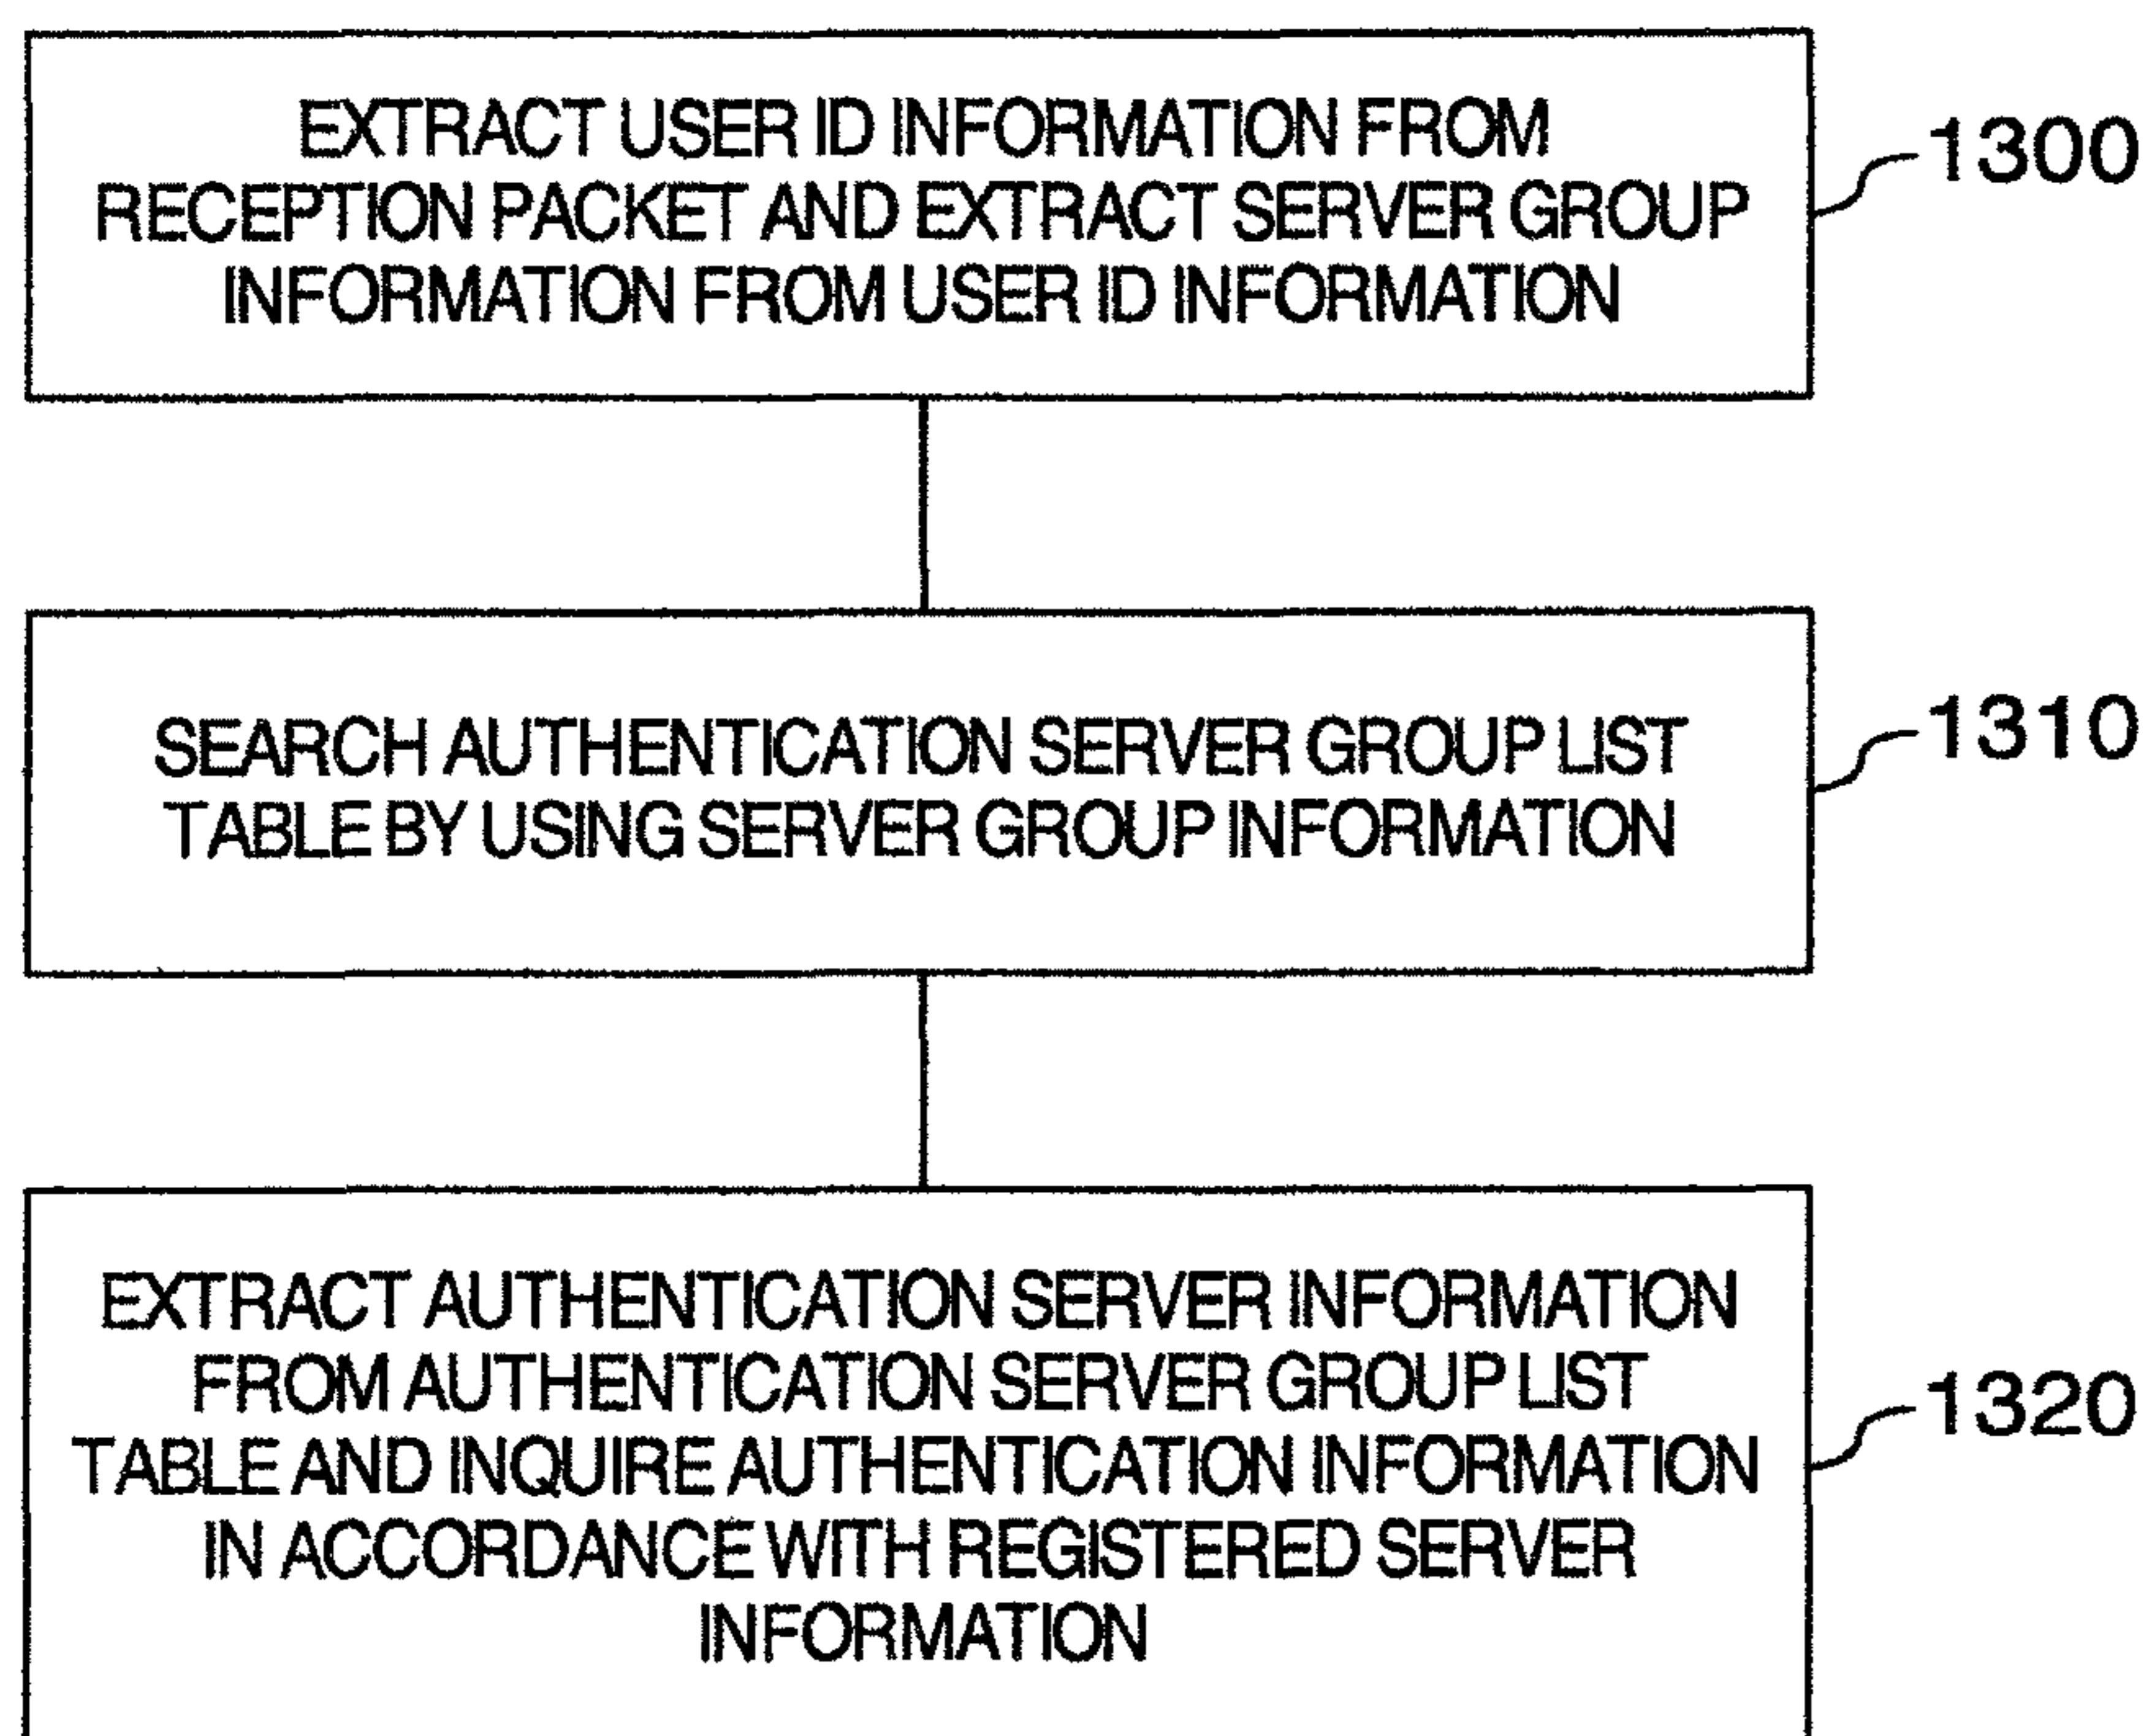 EXTRACT USER ID INFORMATION FROM
RECEPTION PACKET AND EXTRACT SERVER GROUP
INFORMATION FROM USER ID INFORMATION
1300
SEARCH AUTHENTICATION SERVER GROUP LIST
TABLE BY USING SERVER GROUP INFORMATION
1310
EXTRACT AUTHENTICATION SERVER INFORMATION
FROM AUTHENTICATION SERVER GROUP LIST
TABLE AND INQUIRE AUTHENTICATION INFORMATION
IN ACCORDANCE WITH REGISTERED SERVER
INFORMATION
1320